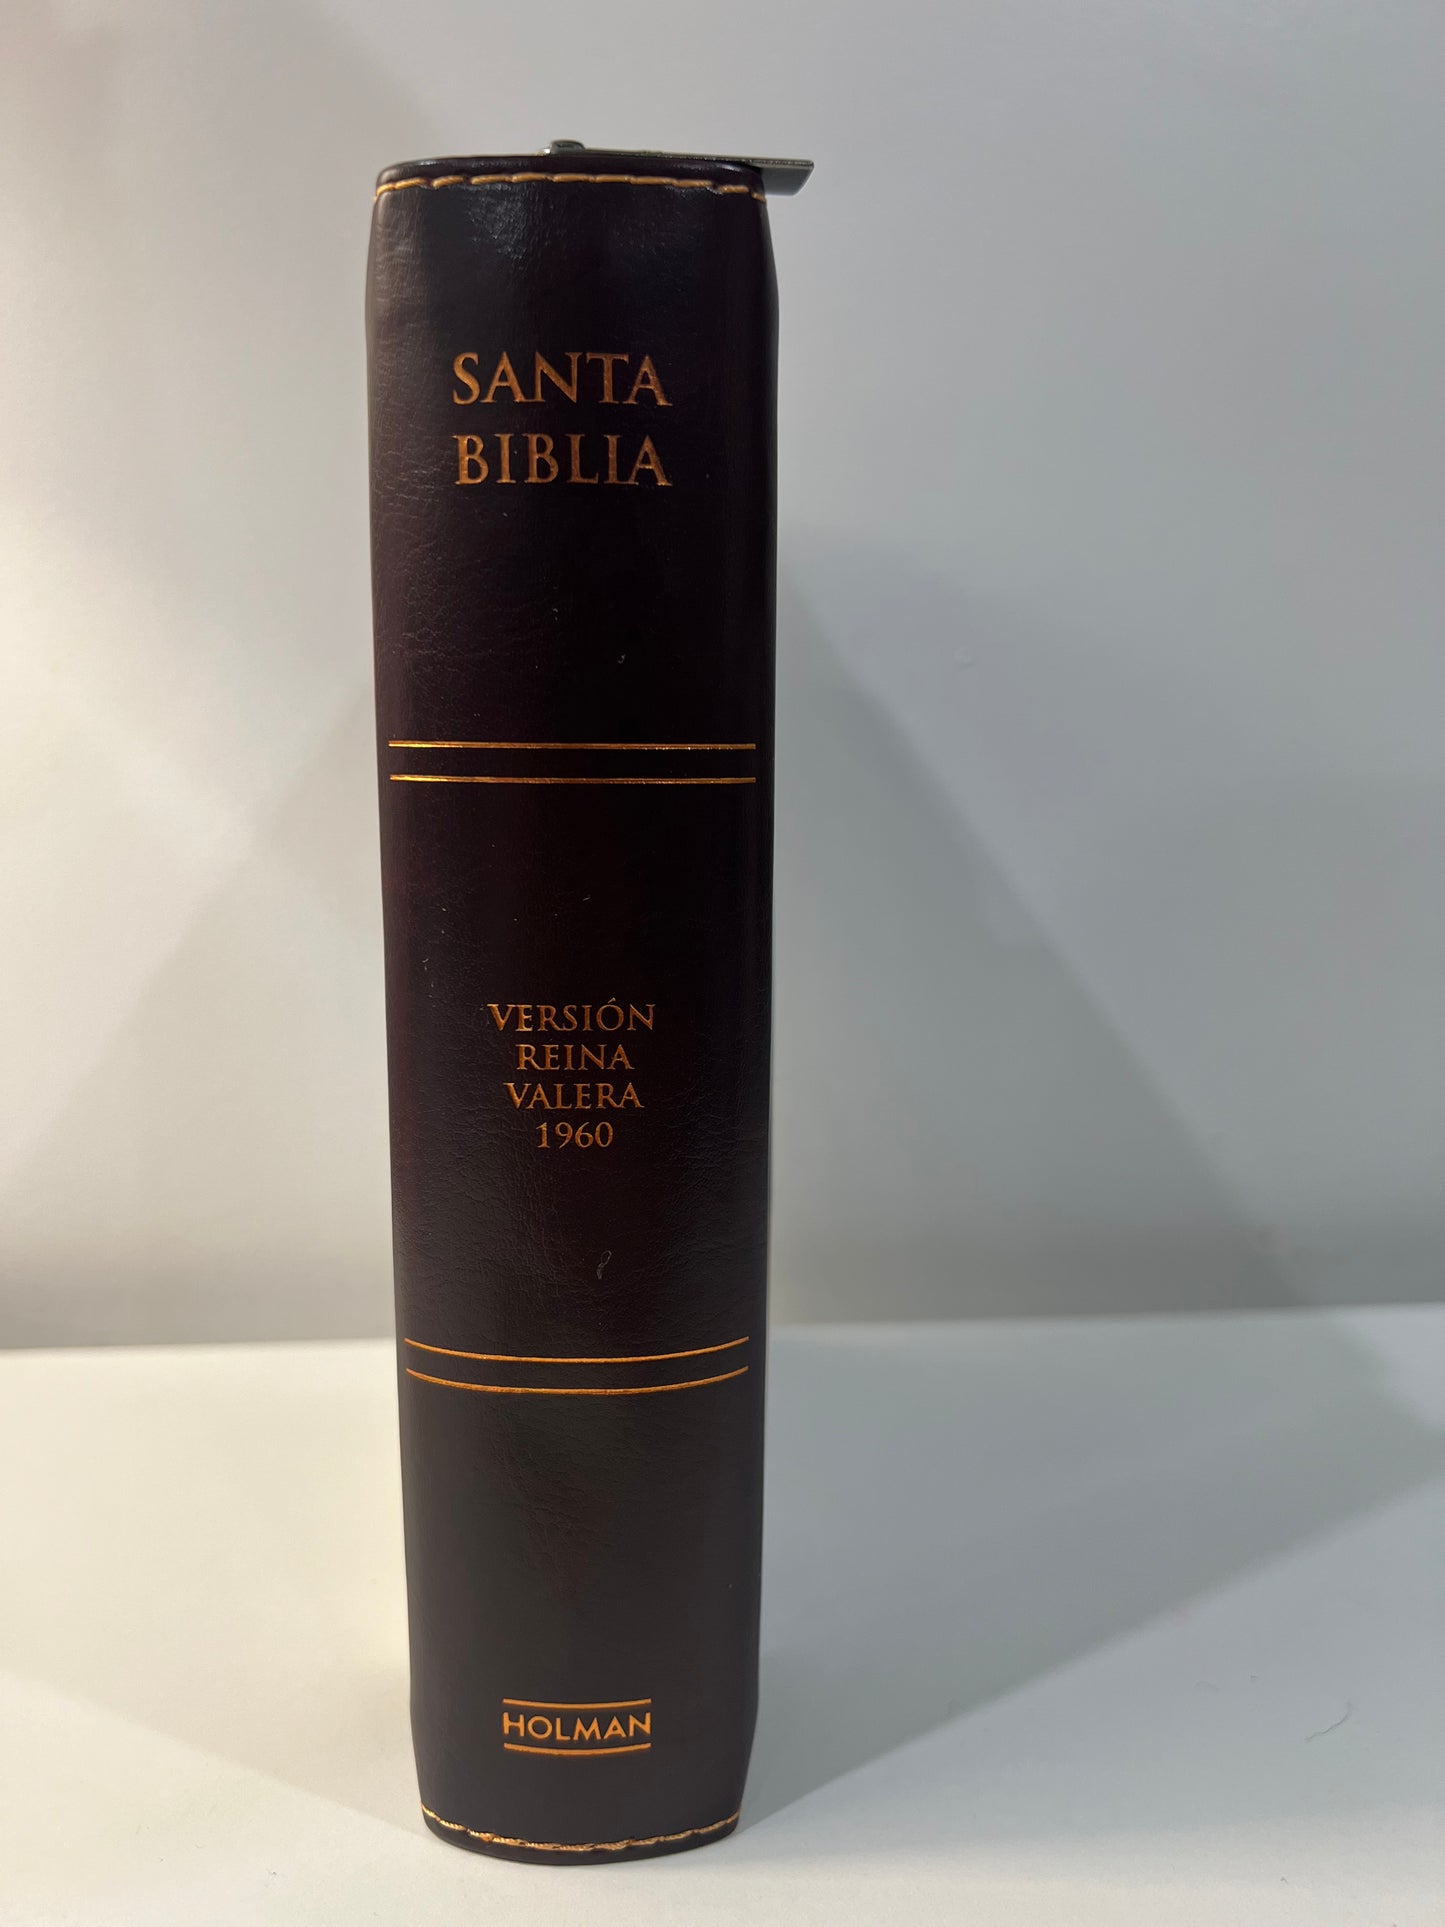 SANTA
BIBLIA
VERSIÓN
REINA
VALERA
1960
HOLMAN